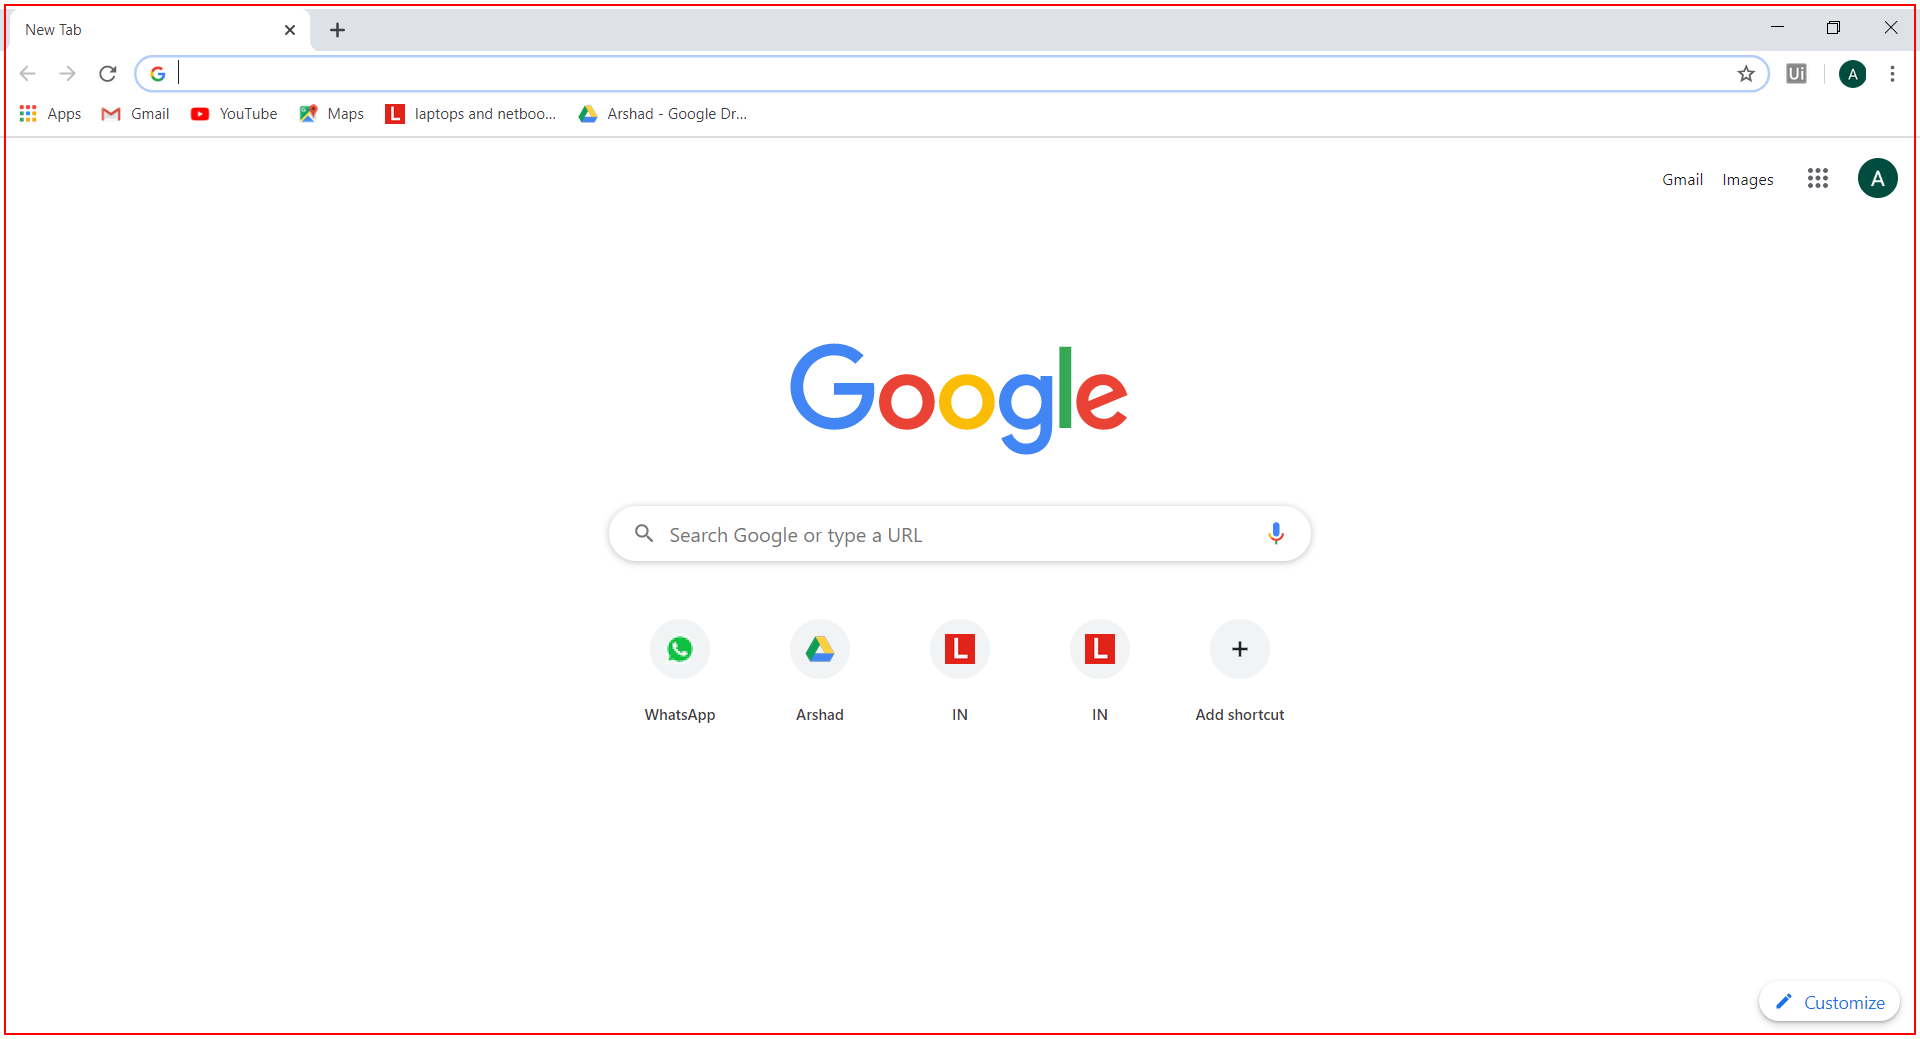 New Tab
G
Ui
A
Apps
Gmail
YouTube
Maps
L
laptops and netboo...
Arshad - Google Dr...
Gmail
Images
A
Google
Search Google or type a URL
L
L
WhatsApp
Arshad
IN
IN
Add shortcut
Customize